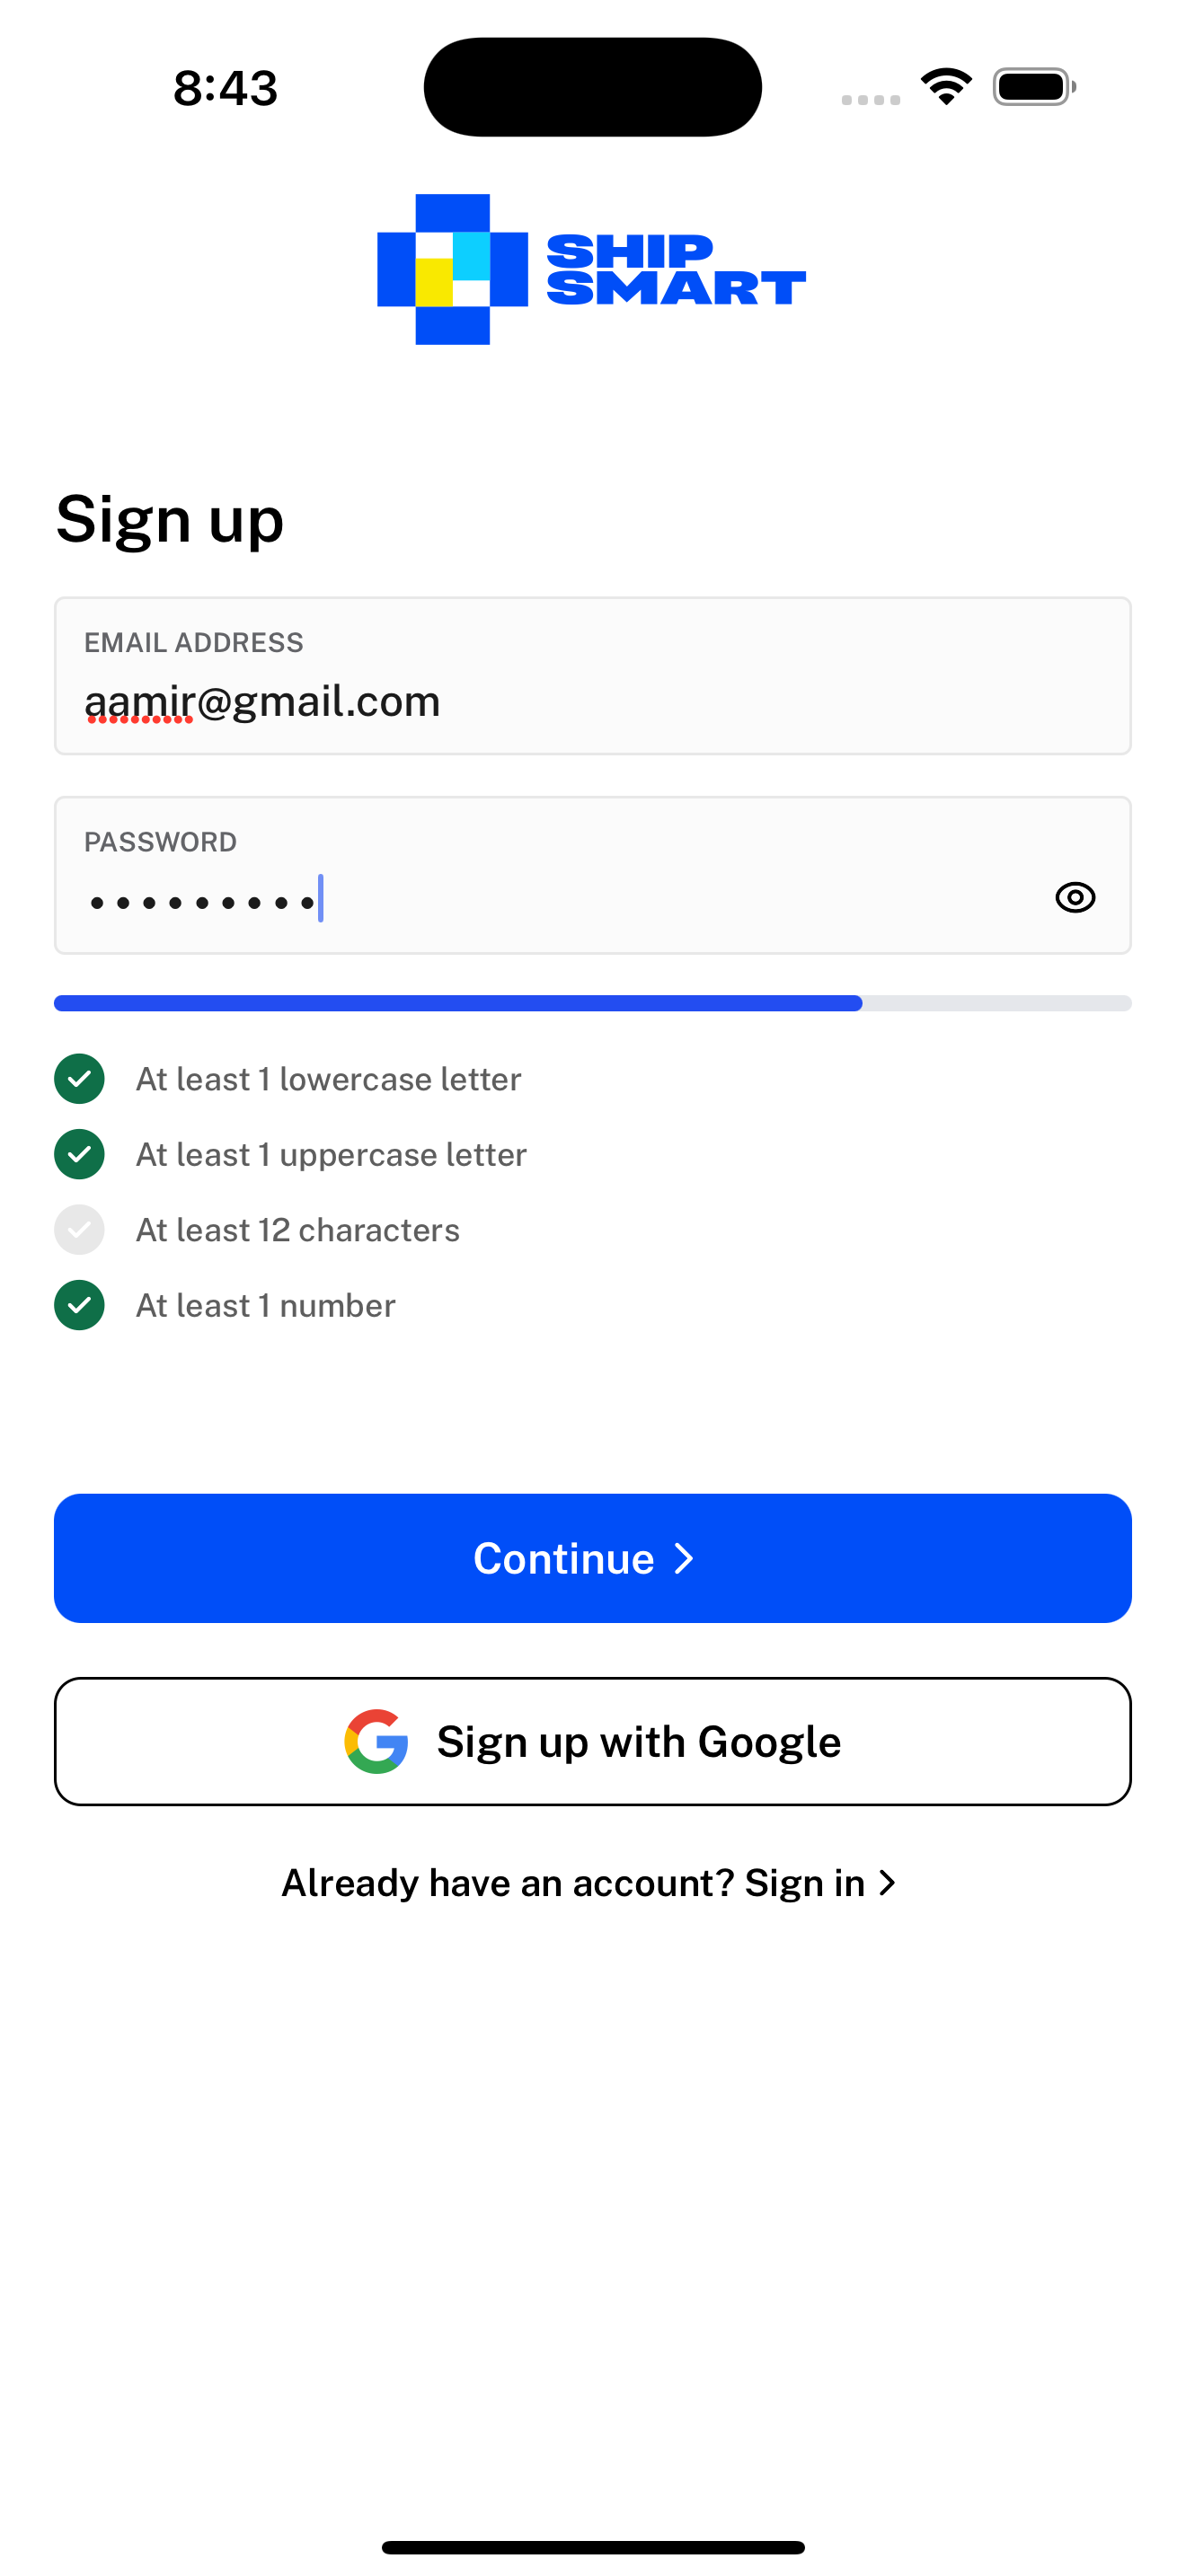 8:43
SHIP
SMART
Sign up
EMAIL ADDRESS
aamir@gmail.com
PASSWORD
•••••••••
At least 1 lowercase letter
At least 1 uppercase letter
At least 12 characters
At least 1 number
Continue
Sign up with Google
Already have an account? Sign in